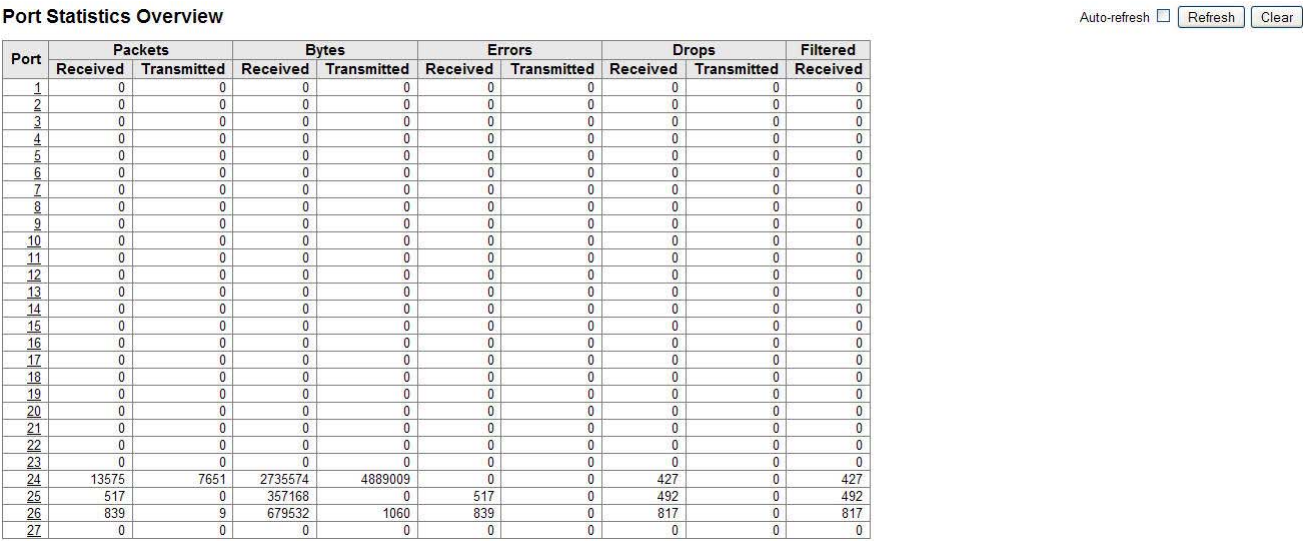 Port Statistics Overview
Auto-refresh Refresh Clear
Port Packets Bytes Errors Drops Filtered
Received Transmitted Received Transmitted Received Transmitted Received Transmitted Received
1 0 0 0 0 0 0 0 0 0
2 0 0 0 0 0 0 0 0 0
3 0 0 0 0 0 0 0 0 0
4 0 0 0 0 0 0 0 0 0
5 0 0 0 0 0 0 0 0 0
6 0 0 0 0 0 0 0 0 0
7 0 0 0 0 0 0 0 0 0
8 0 0 0 0 0 0 0 0 0
9 0 0 0 0 0 0 0 0 0
10 0 0 0 0 0 0 0 0 0
11 0 0 0 0 0 0 0 0 0
12 0 0 0 0 0 0 0 0 0
13 0 0 0 0 0 0 0 0 0
14 0 0 0 0 0 0 0 0 0
15 0 0 0 0 0 0 0 0 0
16 0 0 0 0 0 0 0 0 0
17 0 0 0 0 0 0 0 0 0
18 0 0 0 0 0 0 0 0 0
19 0 0 0 0 0 0 0 0 0
20 0 0 0 0 0 0 0 0 0
21 0 0 0 0 0 0 0 0 0
22 0 0 0 0 0 0 0 0 0
23 0 0 0 0 0 0 0 0 0
24 13575 7651 2735574 4889009 0 0 427 0 427
25 517 0 357168 0 517 0 492 0 492
26 839 9 679532 1060 839 0 817 0 817
27 0 0 0 0 0 0 0 0 0